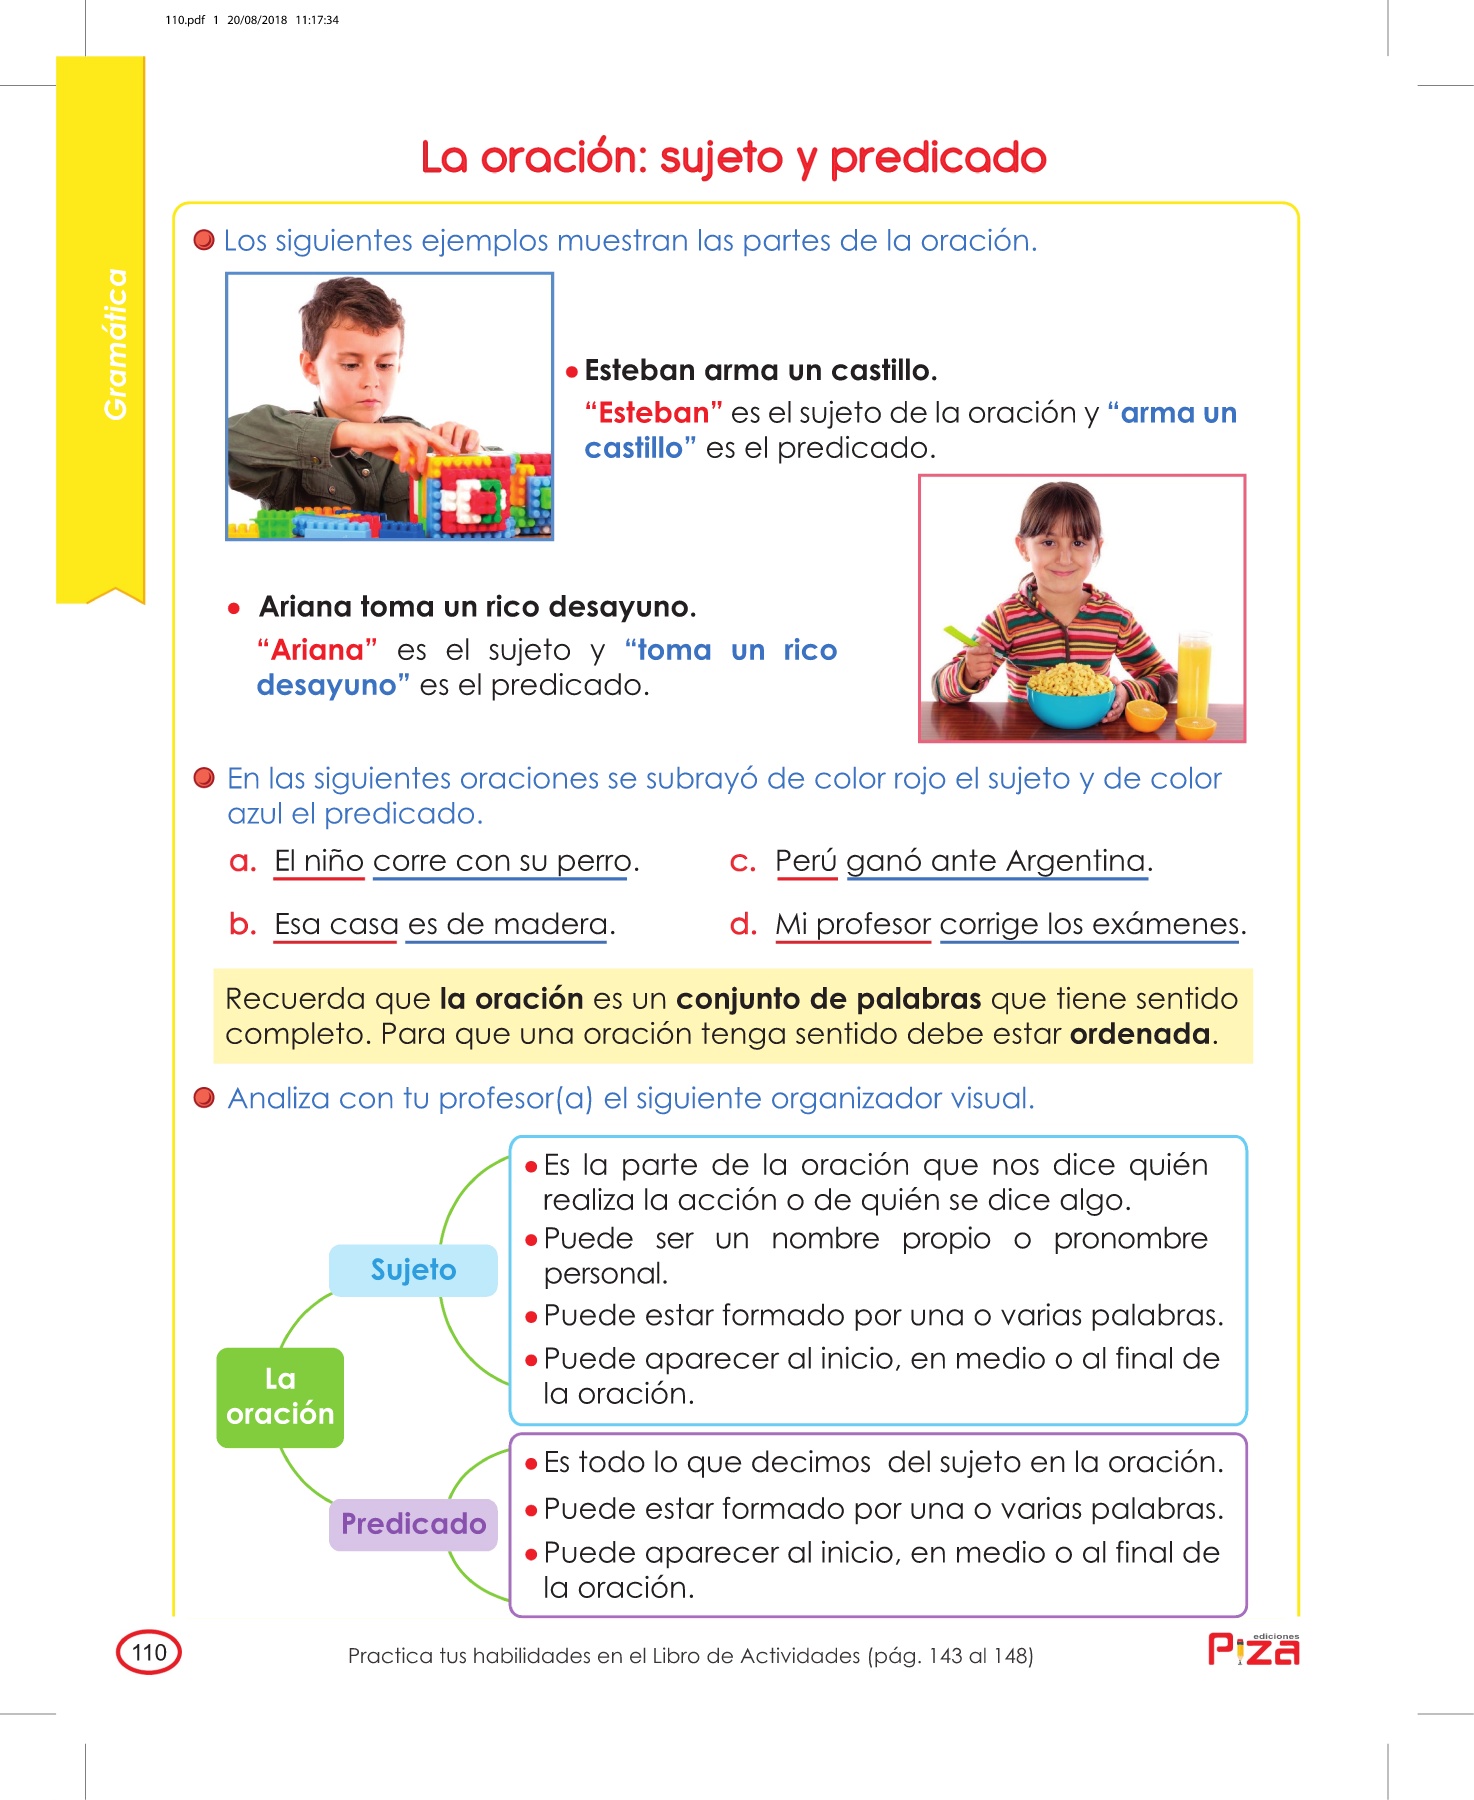 110.pdf 1 20/08/2018 11:17:34
La oración: sujeto y predicado
Gramática
Los siguientes ejemplos muestran las partes de la oración.
Esteban arma un castillo.
“Esteban” es el sujeto de la oración y “arma un
castillo” es el predicado.
Ariana toma un rico desayuno.
“Ariana” es el sujeto y “toma un rico
desayuno” es el predicado.
En las siguientes oraciones se subrayó de color rojo el sujeto y de color
azul el predicado.
a. El niño corre con su perro.
c. Perú ganó ante Argentina.
b. Esa casa es de madera.
d. Mi profesor corrige los exámenes.
Recuerda que la oración es un conjunto de palabras que tiene sentido
completo. Para que una oración tenga sentido debe estar ordenada.
Analiza con tu profesor(a) el siguiente organizador visual.
La
oración
Sujeto
Es la parte de la oración que nos dice quién
realiza la acción o de quién se dice algo.
Puede ser un nombre propio o pronombre
personal.
Puede estar formado por una o varias palabras.
Puede aparecer al inicio, en medio o al final de
la oración.
Predicado
Es todo lo que decimos del sujeto en la oración.
Puede estar formado por una o varias palabras.
Puede aparecer al inicio, en medio o al final de
la oración.
110
Practica tus habilidades en el Libro de Actividades (pág. 143 al 148)
ediciones
Piza